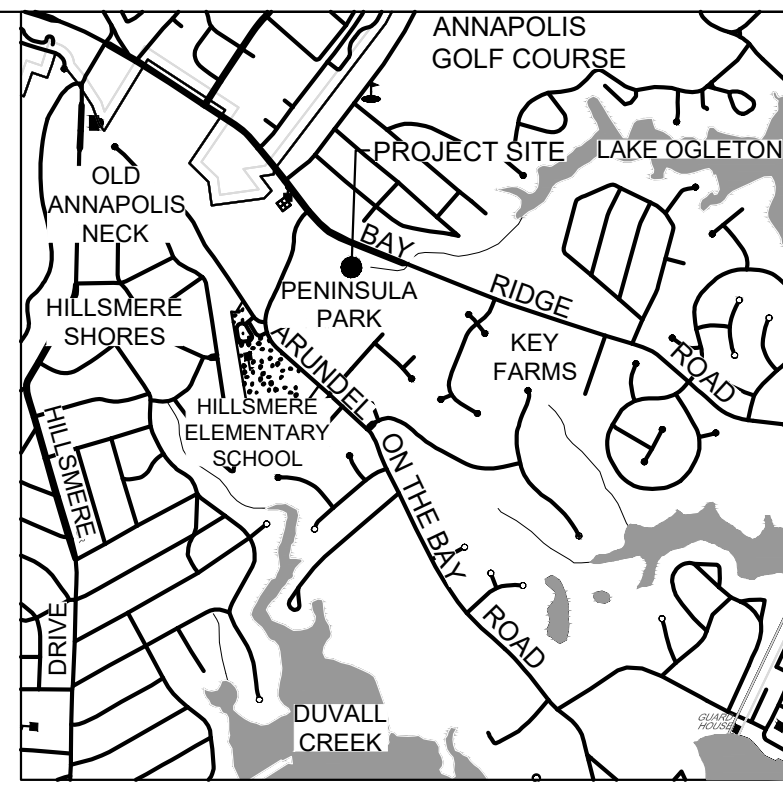 ANNAPOLIS
GOLF COURSE
PROJECT SITE
LAKE OGLETON
OLD
ANNAPOLIS
NECK
BAY
RIDGE
ROAD
PENINSULA
PARK
HILLSMERE
SHORES
KEY
FARMS
ARUNDEL
ON THE BAY
ROAD
HILLSMERE
ELEMENTARY
SCHOOL
HILLSMERE
DRIVE
DUVALL
CREEK
GUARD
HOUSE